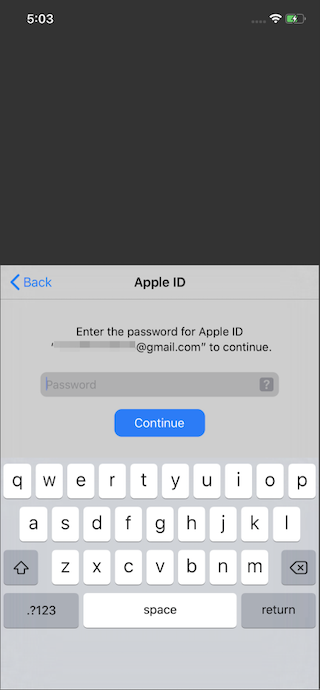 5:03
Back
Apple ID
Enter the password for Apple ID
@gmail.com” to continue.
Password
?
Continue
q w e r t y u i o p
a s d f g h j k l
z x c v b n m
.?123 space return